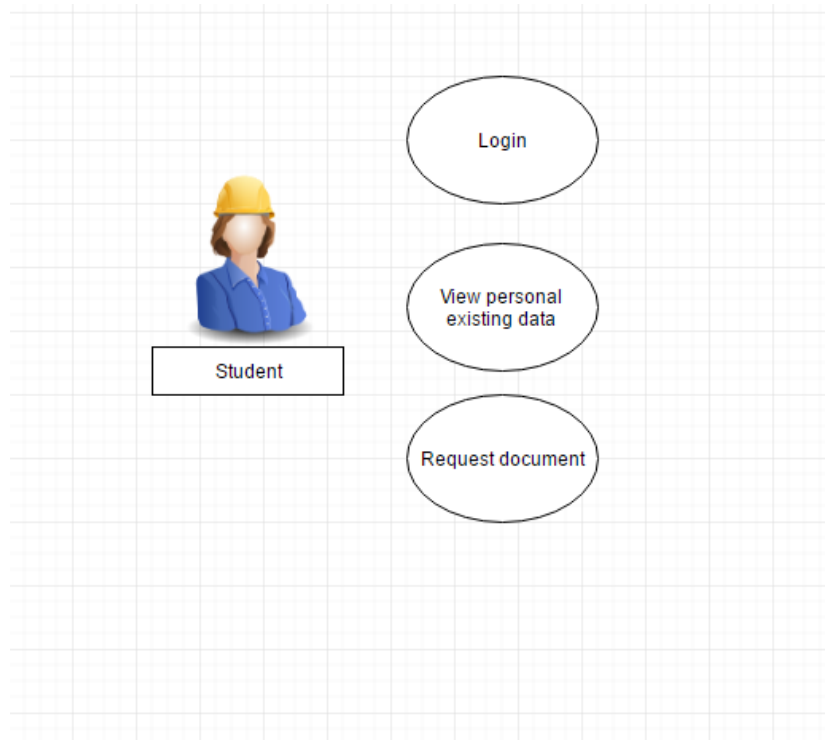 Login
View personal
existing data
Student
Request document